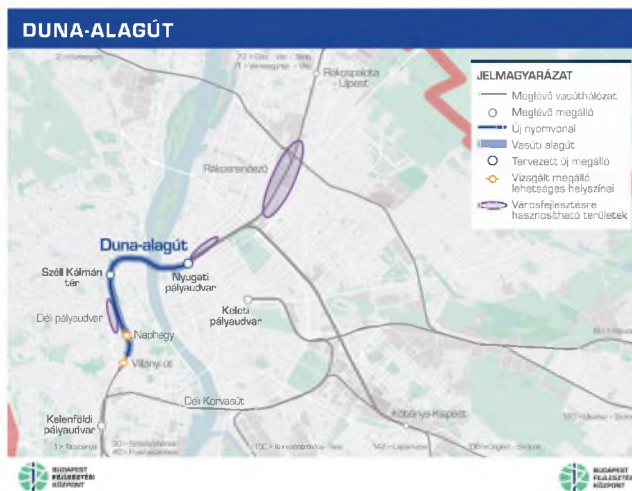 DUNA-ALAGÚT
Rákospalota
-Újpest
JELMAGYARÁZAT
Meglévő vasúthálózat
Meglévő megálló
Új nyomvonal
Vasúti alagút
Tervezett új megálló
Vizsgált megálló
lehetséges helyszínei
Városfejlesztésre
hasznosítható területek
Rákosrendező
Duna-alagút
Széll Kálmán
tér
Nyugati
pályaudvar
Déli pályaudvar
Keleti
pályaudvar
Naphegy
Villányi út
Déli Körvasút
Kelenföldi
pályaudvar
Kőbánya-Kispest
BUDAPEST
FEJLESZTÉSI
KÖZPONT
BUDAPEST
FEJLESZTÉSI
KÖZPONT